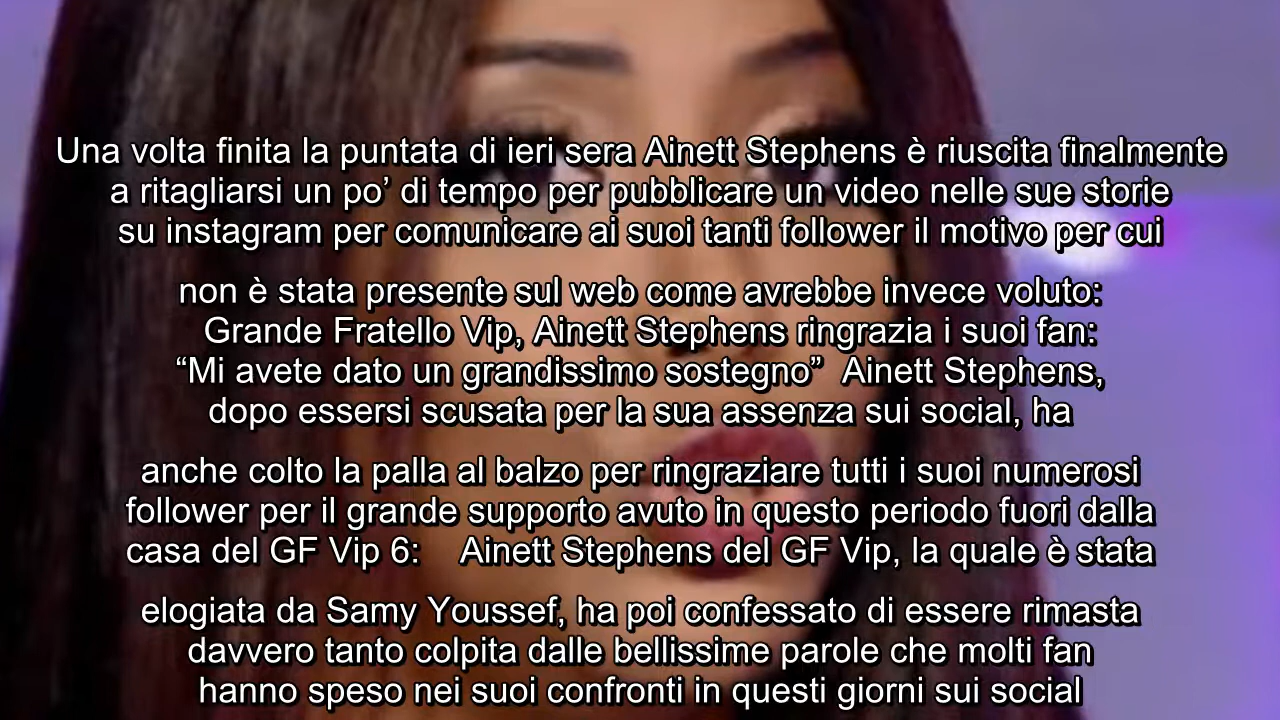 Una volta finita la puntata di ieri sera Ainett Stephens è riuscita finalmente
a ritagliarsi un po’ di tempo per pubblicare un video nelle sue storie
su instagram per comunicare ai suoi tanti follower il motivo per cui
non è stata presente sul web come avrebbe invece voluto:
Grande Fratello Vip, Ainett Stephens ringrazia i suoi fan:
“Mi avete dato un grandissimo sostegno”  Ainett Stephens,
dopo essersi scusata per la sua assenza sui social, ha
anche colto la palla al balzo per ringraziare tutti i suoi numerosi
follower per il grande supporto avuto in questo periodo fuori dalla
casa del GF Vip 6:    Ainett Stephens del GF Vip, la quale è stata
elogiata da Samy Youssef, ha poi confessato di essere rimasta
davvero tanto colpita dalle bellissime parole che molti fan
hanno speso nei suoi confronti in questi giorni sui social